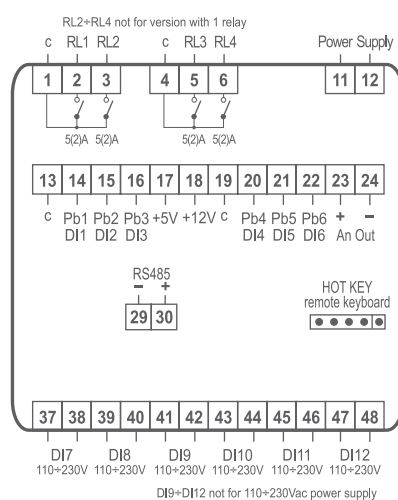 RL2÷RL4 not for version with 1 relay
C RL1 RL2 C RL3 RL4 Power Supply
1 2 3 4 5 6 11 12
5(2)A 5(2)A 5(2)A 5(2)A
13 14 15 16 17 18 19 20 21 22 23 24
C Pb1 Pb2 Pb3 +5V +12V C Pb4 Pb5 Pb6 + −
DI1 DI2 DI3 DI4 DI5 DI6 An Out
RS485
− +
29 30
HOT KEY
remote keyboard
37 38 39 40 41 42 43 44 45 46 47 48
DI7 DI8 DI9 DI10 DI11 DI12
110÷230V 110÷230V 110÷230V 110÷230V 110÷230V 110÷230V
DI9÷DI12 not for 110÷230Vac power supply